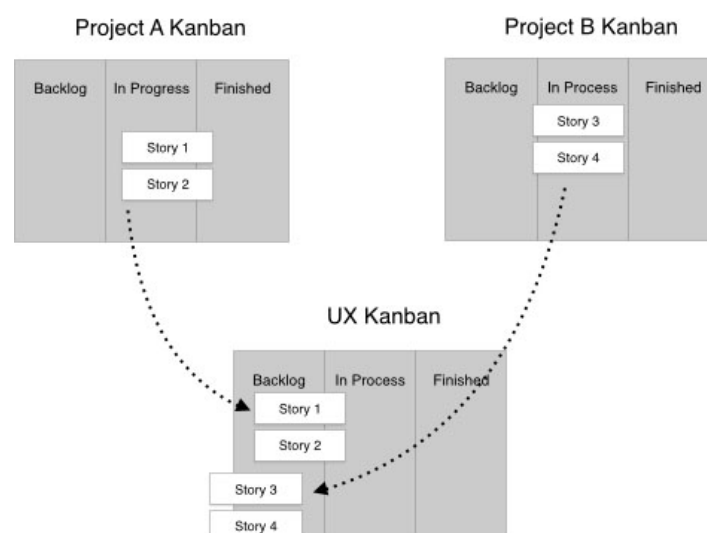 Project A Kanban
Project B Kanban
Backlog
In Progress
Finished
Story 1
Story 2
Backlog
In Process
Finished
Story 3
Story 4
UX Kanban
Backlog
In Process
Finished
Story 1
Story 2
Story 3
Story 4